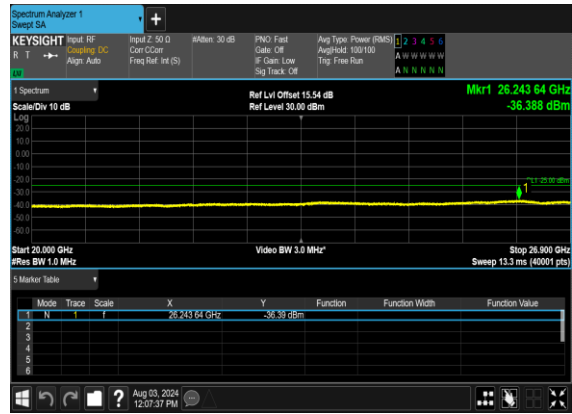 Spectrum Analyzer 1
Swept SA
+
KEYSIGHT Input: RF Input Z: 50 Ω #Atten: 30 dB PNO: Fast Avg Type: Power (RMS) 1 2 3 4 5 6
R T Coupling: DC Corr CCorr Gate: Off Avg|Hold: 100/100 A W W W W W
Align: Auto Freq Ref: Int (S) IF Gain: Low Trig: Free Run
Sig Track: Off A N N N N N
1 Spectrum
Ref Lvl Offset 15.54 dB Mkr1 26.243 64 GHz
Scale/Div 10 dB Ref Level 30.00 dBm -36.388 dBm
Log
20.0
10.0
0.00
-10.0
-20.0
DL1 -25.00 dBm
1
-30.0
-40.0
-50.0
-60.0
Start 20.000 GHz Video BW 3.0 MHz* Stop 26.900 GHz
#Res BW 1.0 MHz Sweep 13.3 ms (40001 pts)
5 Marker Table
Mode Trace Scale X Y Function Function Width Function Value
1 N 1 f 26.243 64 GHz -36.39 dBm
2
3
4
5
6
? Aug 03, 2024
12:07:37 PM